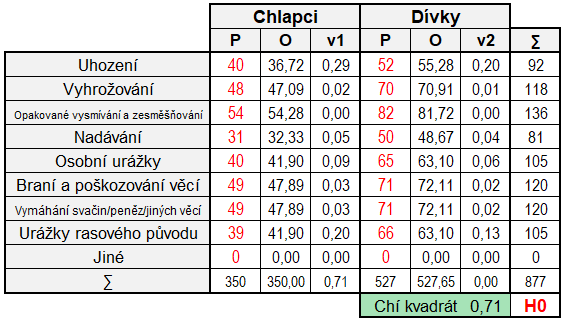 Chlapci Dívky
P O v1 P O v2 ∑
Uhození 40 36,72 0,29 52 55,28 0,20 92
Vyhrožování 48 47,09 0,02 70 70,91 0,01 118
Opakované vysmívání a zesměšňování 54 54,28 0,00 82 81,72 0,00 136
Nadávání 31 32,33 0,05 50 48,67 0,04 81
Osobní urážky 40 41,90 0,09 65 63,10 0,06 105
Braní a poškozování věcí 49 47,89 0,03 71 72,11 0,02 120
Vymáhání svačin/peněz/jiných věcí 49 47,89 0,03 71 72,11 0,02 120
Urážky rasového původu 39 41,90 0,20 66 63,10 0,13 105
Jiné 0 0,00 0,00 0 0,00 0,00 0
∑ 350 350,00 0,71 527 527,65 0,00 877
Chí kvadrát 0,71 H0